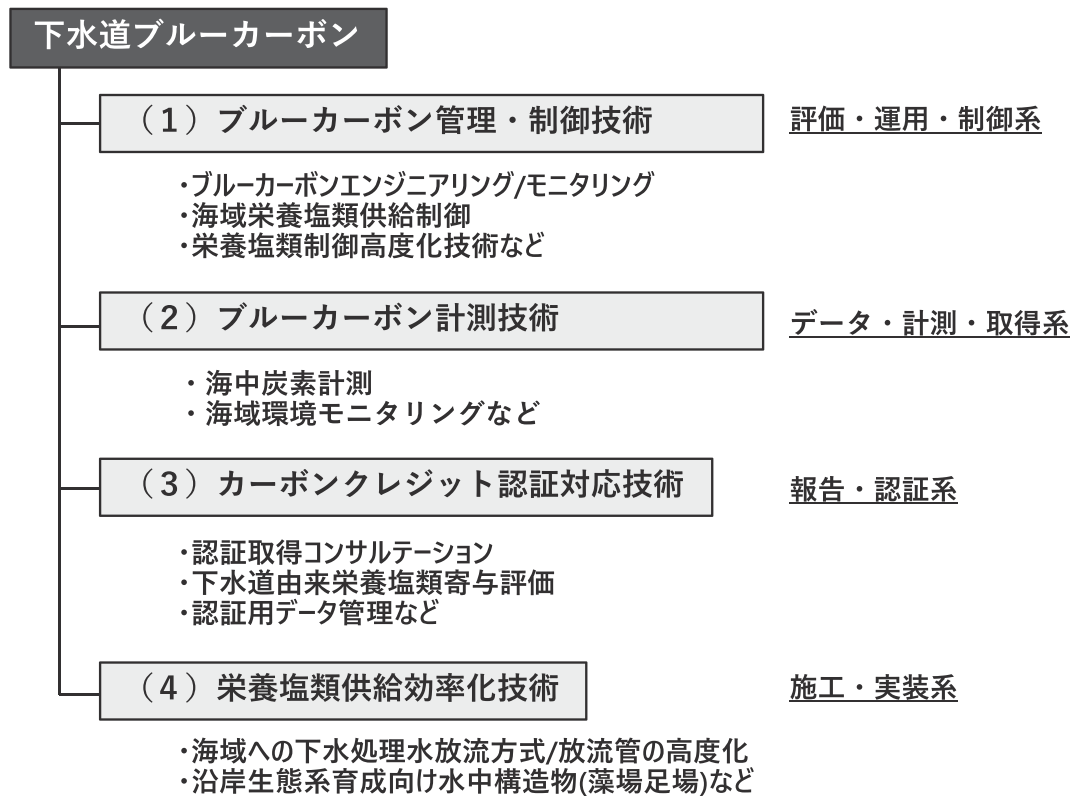 下水道ブルーカーボン
（1）ブルーカーボン管理・制御技術
評価・運用・制御系
・ブルーカーボンエンジニアリング/モニタリング
・海域栄養塩類供給制御
・栄養塩類制御高度化技術など
（2）ブルーカーボン計測技術
データ・計測・取得系
・海中炭素計測
・海域環境モニタリングなど
（3）カーボンクレジット認証対応技術
報告・認証系
・認証取得コンサルテーション
・下水道由来栄養塩類寄与評価
・認証用データ管理など
（4）栄養塩類供給効率化技術
施工・実装系
・海域への下水処理水放流方式/放流管の高度化
・沿岸生態系育成向け水中構造物(藻場足場)など